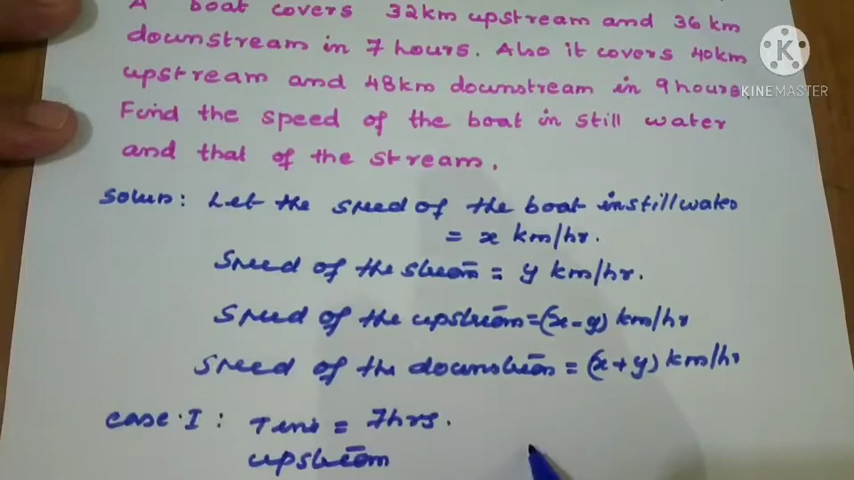 A boat covers 32km upstream and 36 km
downstream in 7 hours. Also it covers 40km
upstream and 48km downstream in 9 hours.
Find the speed of the boat in still water
and that of the stream.
Soln: Let the speed of the boat in still water
= x km/hr.
Speed of the stream = y km/hr.
Speed of the upstream = (x-y) km/hr
Speed of the downstream = (x+y) km/hr
case.I: Time = 7hrs.
upstream
K
KINEMASTER